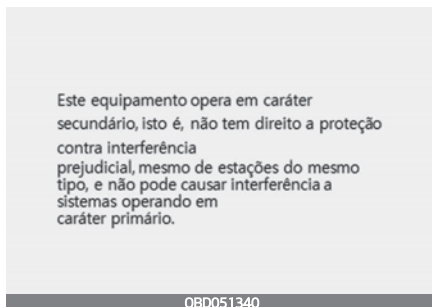 Este equipamento opera em caráter
secundário, isto é, não tem direito a proteção
contra interferência
prejudicial, mesmo de estações do mesmo
tipo, e não pode causar interferência a
sistemas operando em
caráter primário.
OBD051340